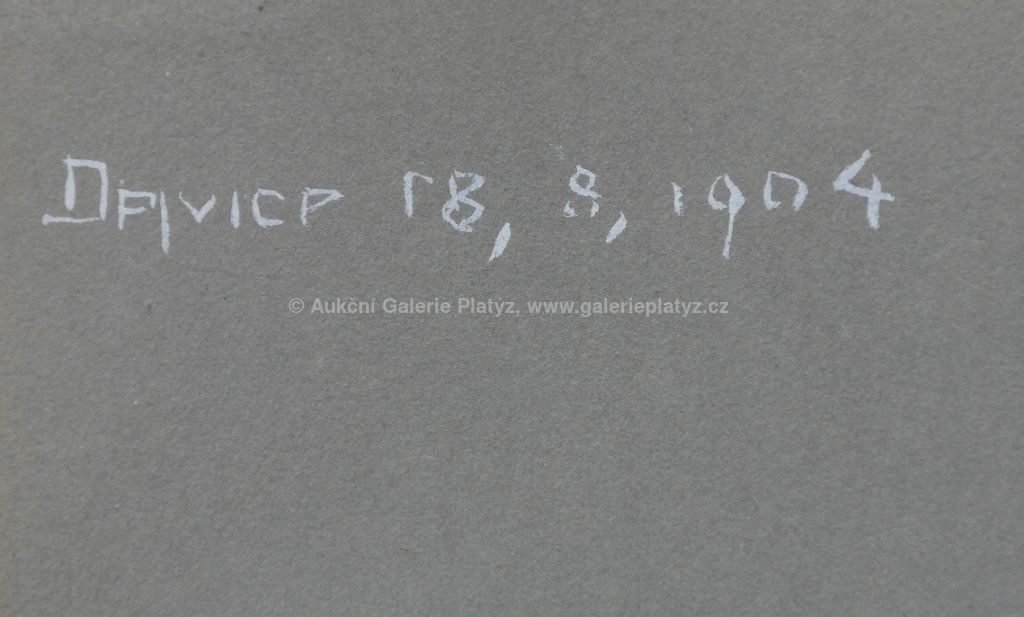 Dejvice 18, 8, 1904
© Aukční Galerie Platýz, www.galerieplatyz.cz